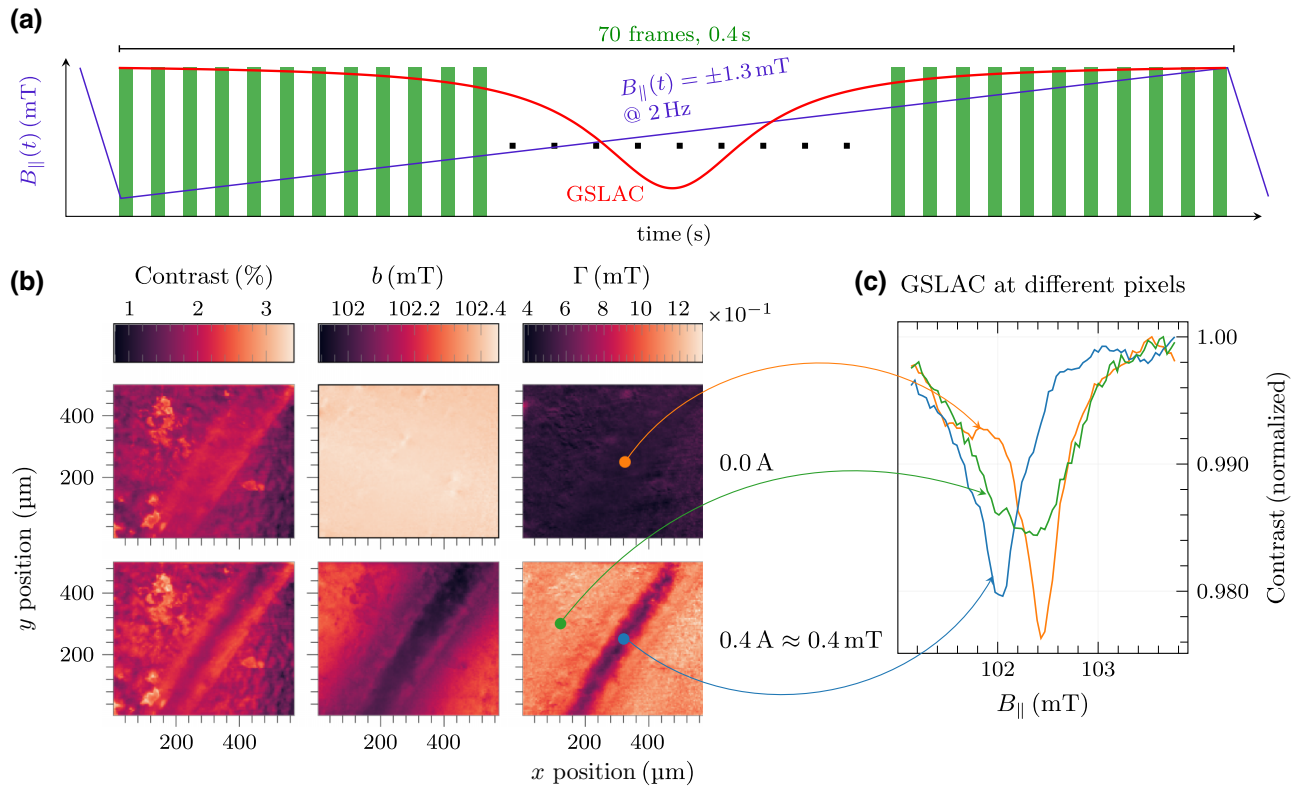 (a)
70 frames, 0.4 s
B∥(t) (mT)
B∥(t) = ±1.3 mT
@ 2 Hz
GSLAC
time (s)
(b)
Contrast (%)
b (mT)
Γ (mT)
1 2 3
102 102.2 102.4
4 6 8 10 12
×10⁻¹
400
200
0.0 A
400
200
0.4 A ≈ 0.4 mT
y position (µm)
200 400
200 400
200 400
x position (µm)
(c) GSLAC at different pixels
1.00
0.990
0.980
Contrast (normalized)
102 103
B∥ (mT)